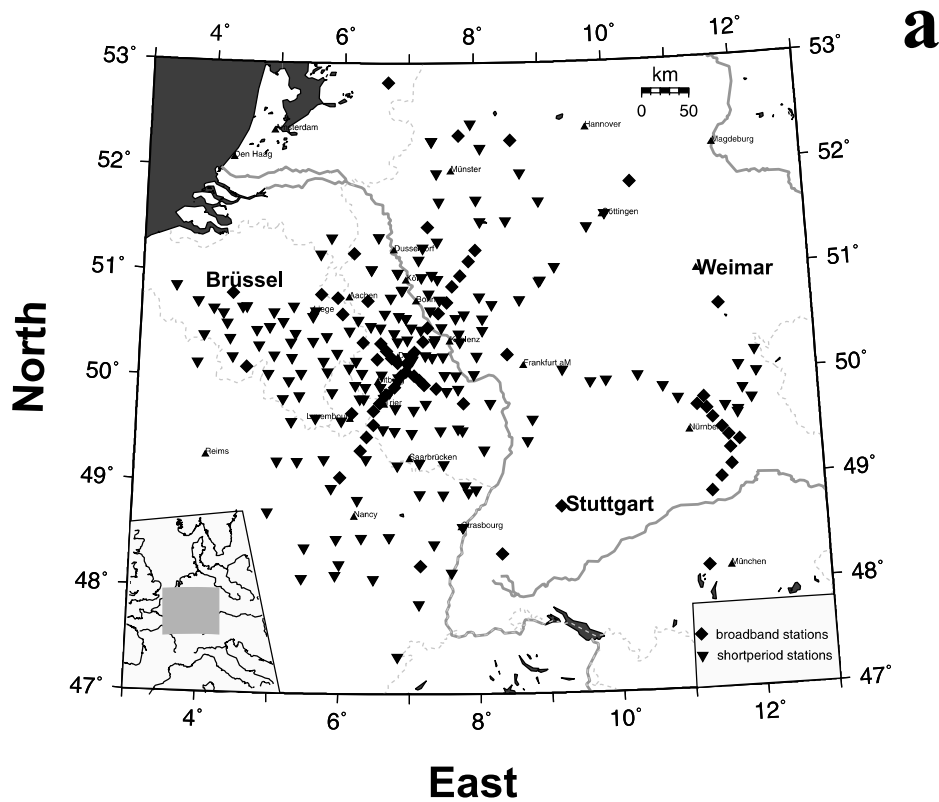 a
4° 6° 8° 10° 12°
53° 53°
km
0 50
Hannover
Amsterdam
Magdeburg
Den Haag
52° 52°
Münster
Göttingen
Dusseldorf
51° 51°
Köln
Weimar
Brüssel
Aachen
Bonn
Liege
Koblenz
North
50° 50°
Frankfurt aM
Trier
Luxembourg
Nürnberg
Reims
Saarbrücken
49° 49°
Stuttgart
Nancy
Strasbourg
48° 48°
München
broadband stations
shortperiod stations
47° 47°
4° 6° 8° 10° 12°
East